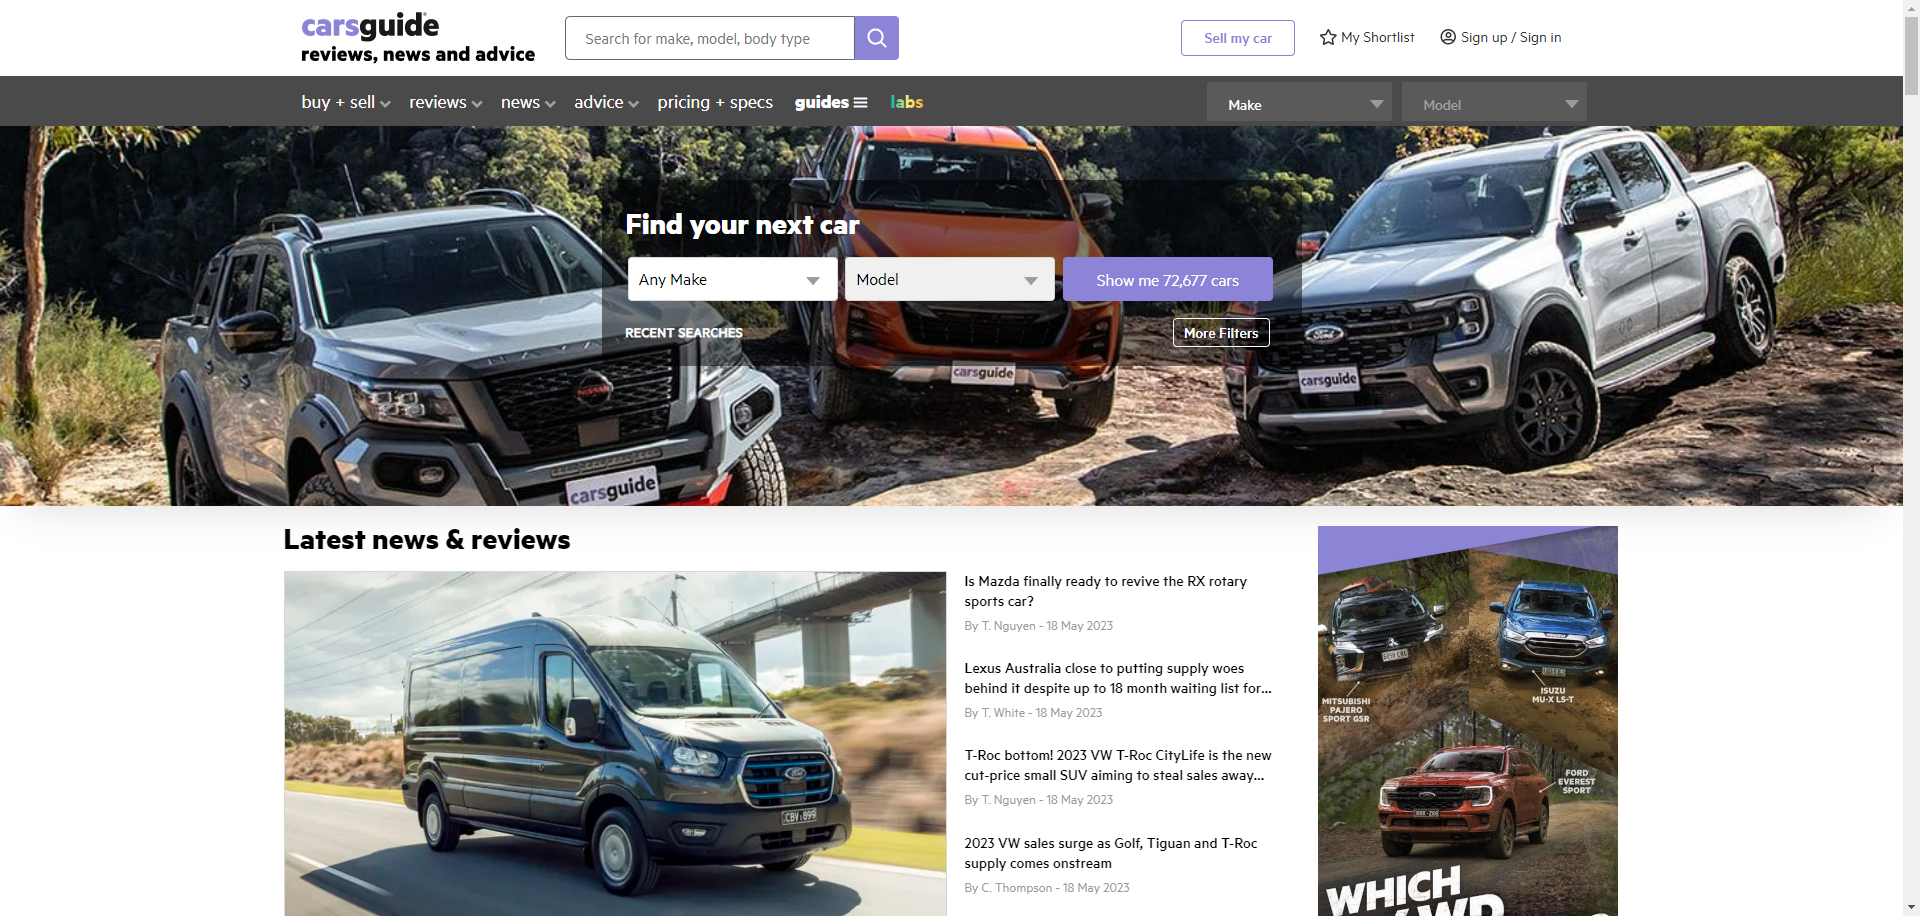 carsguide
reviews, news and advice
Search for make, model, body type
Sell my car
My Shortlist
Sign up / Sign in
buy + sell
reviews
news
advice
pricing + specs
guides
labs
Make
Model
Find your next car
Any Make
Model
Show me 72,677 cars
RECENT SEARCHES
More Filters
NISSAN
Ford
carsguide
carsguide
carsguide
Latest news & reviews
Is Mazda finally ready to revive the RX rotary
sports car?
By T. Nguyen - 18 May 2023
Lexus Australia close to putting supply woes
behind it despite up to 18 month waiting list for...
By T. White - 18 May 2023
T-Roc bottom! 2023 VW T-Roc CityLife is the new
cut-price small SUV aiming to steal sales away...
By T. Nguyen - 18 May 2023
2023 VW sales surge as Golf, Tiguan and T-Roc
supply comes onstream
By C. Thompson - 18 May 2023
MITSUBISHI
PAJERO
SPORT GSR
ISUZU
MU-X LS-T
FORD
EVEREST
SPORT
WHICH